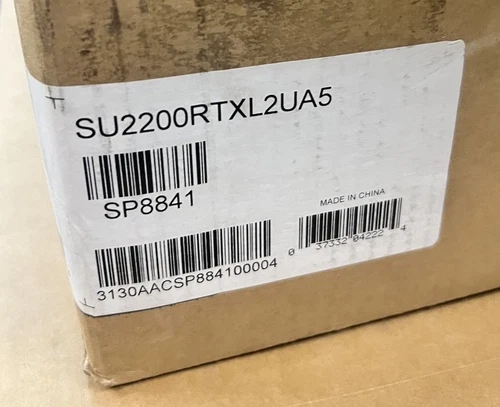 SU2200RTXL2UA5
SP8841
MADE IN CHINA
3130AACSP884100004
0 37332 04222 4